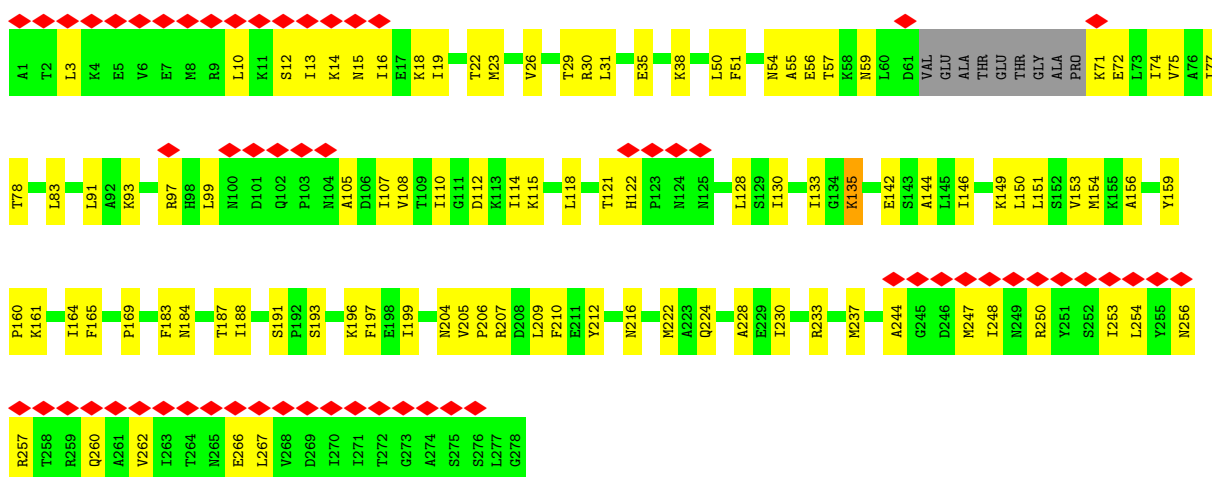 A1 T2 L3 K4 E5 V6 E7 M8 R9 L10 K11 S12 I13 K14 N15 I16 E17 K18 I19 T22 M23 V26 T29 R30 L31 E35 K38 L50 F51 N54 A55 E56 T57 K58 N59 L60 D61 VAL GLU ALA THR GLU THR GLY ALA PRO K71 E72 L73 I74 V75 A76 I77
T78 L83 L91 A92 K93 R97 H98 L99 N100 D101 Q102 P103 N104 A105 D106 I107 V108 T109 I110 G111 D112 K113 I114 K115 L118 T121 H122 P123 N124 N125 L128 S129 I130 I133 G134 K135 E142 S143 A144 L145 I146 K149 L150 L151 S152 V153 M154 K155 A156 Y159
P160 K161 I164 F165 P169 F183 N184 T187 I188 S191 P192 S193 K196 F197 E198 I199 N204 V205 P206 R207 D208 L209 F210 E211 Y212 N216 M222 A223 Q224 A228 E229 I230 R233 M237 A244 G245 D246 M247 I248 N249 R250 Y251 S252 I253 L254 Y255 N256
R257 T258 R259 Q260 A261 V262 I263 T264 N265 E266 L267 V268 D269 I270 I271 T272 G273 A274 S275 S276 L277 G278